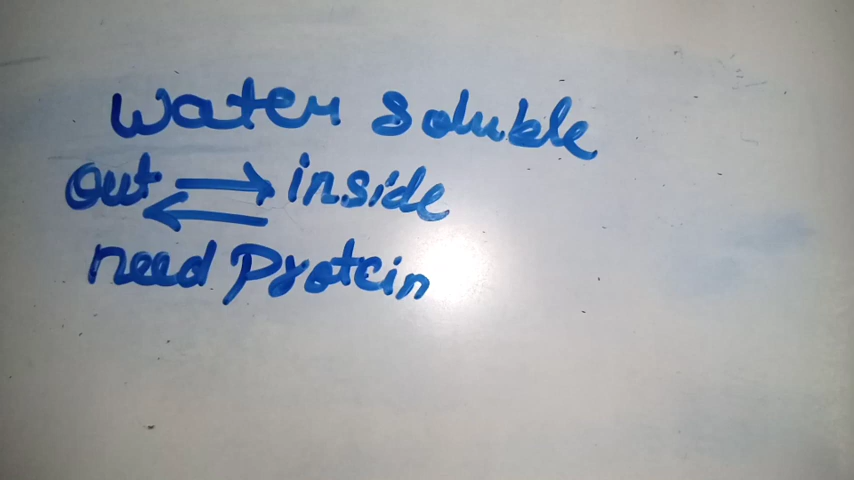 Water soluble
Out ⇄ inside
need Protein